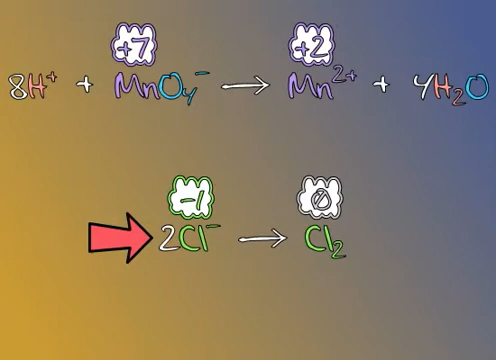 +7 +2
8H⁺ + MnO₄⁻ → Mn²⁺ + 4H₂O
-1 0
2Cl⁻ → Cl₂